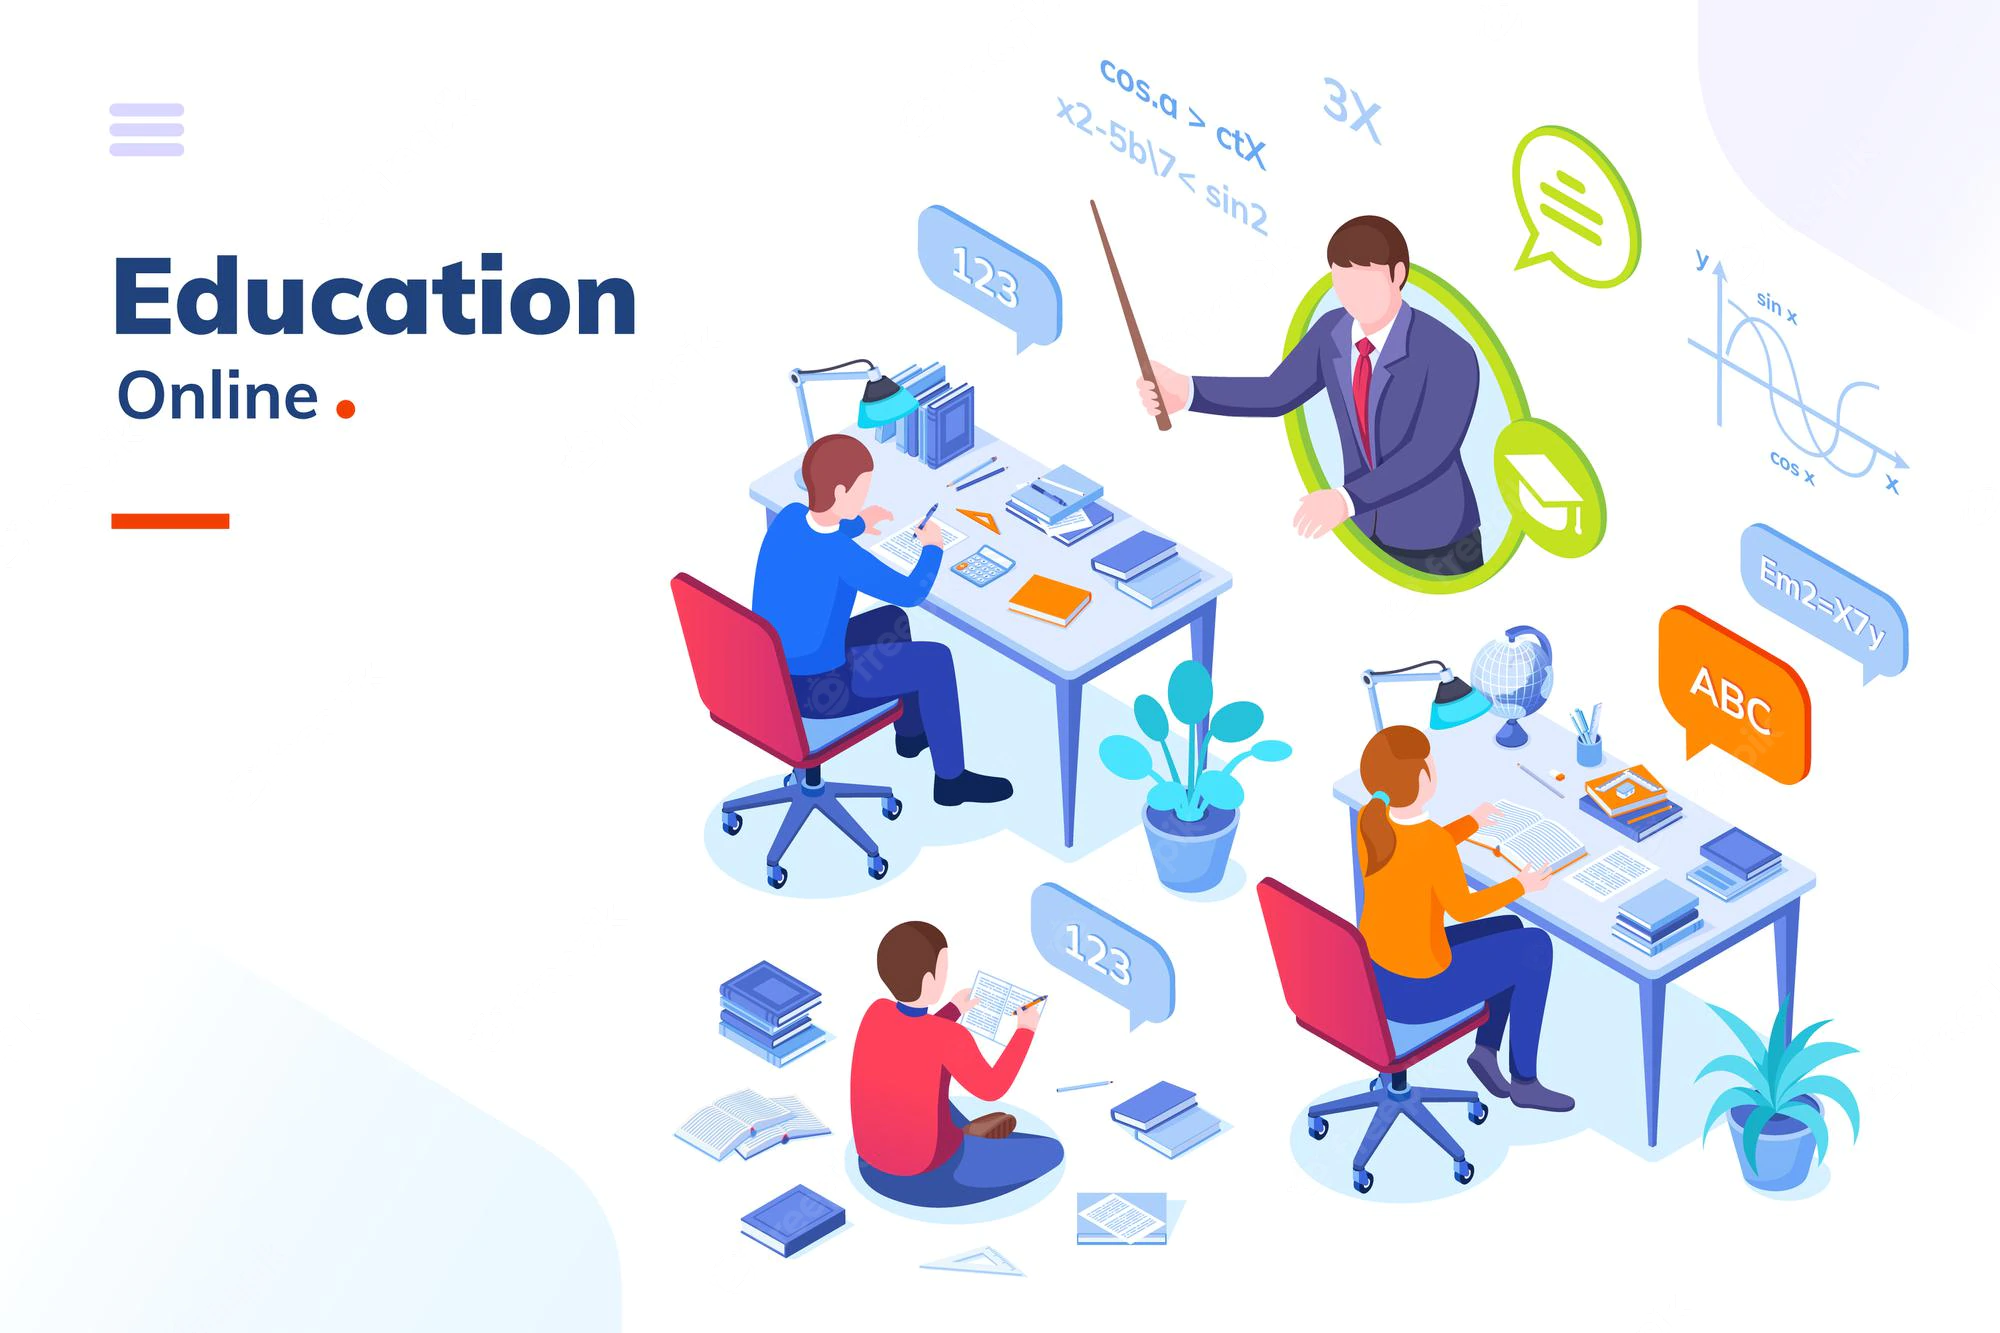 Education
Online
cos.a > ctX
x2-5b\7< sin2
3X
123
y
sin x
cos x
x
Em2=X7y
ABC
123